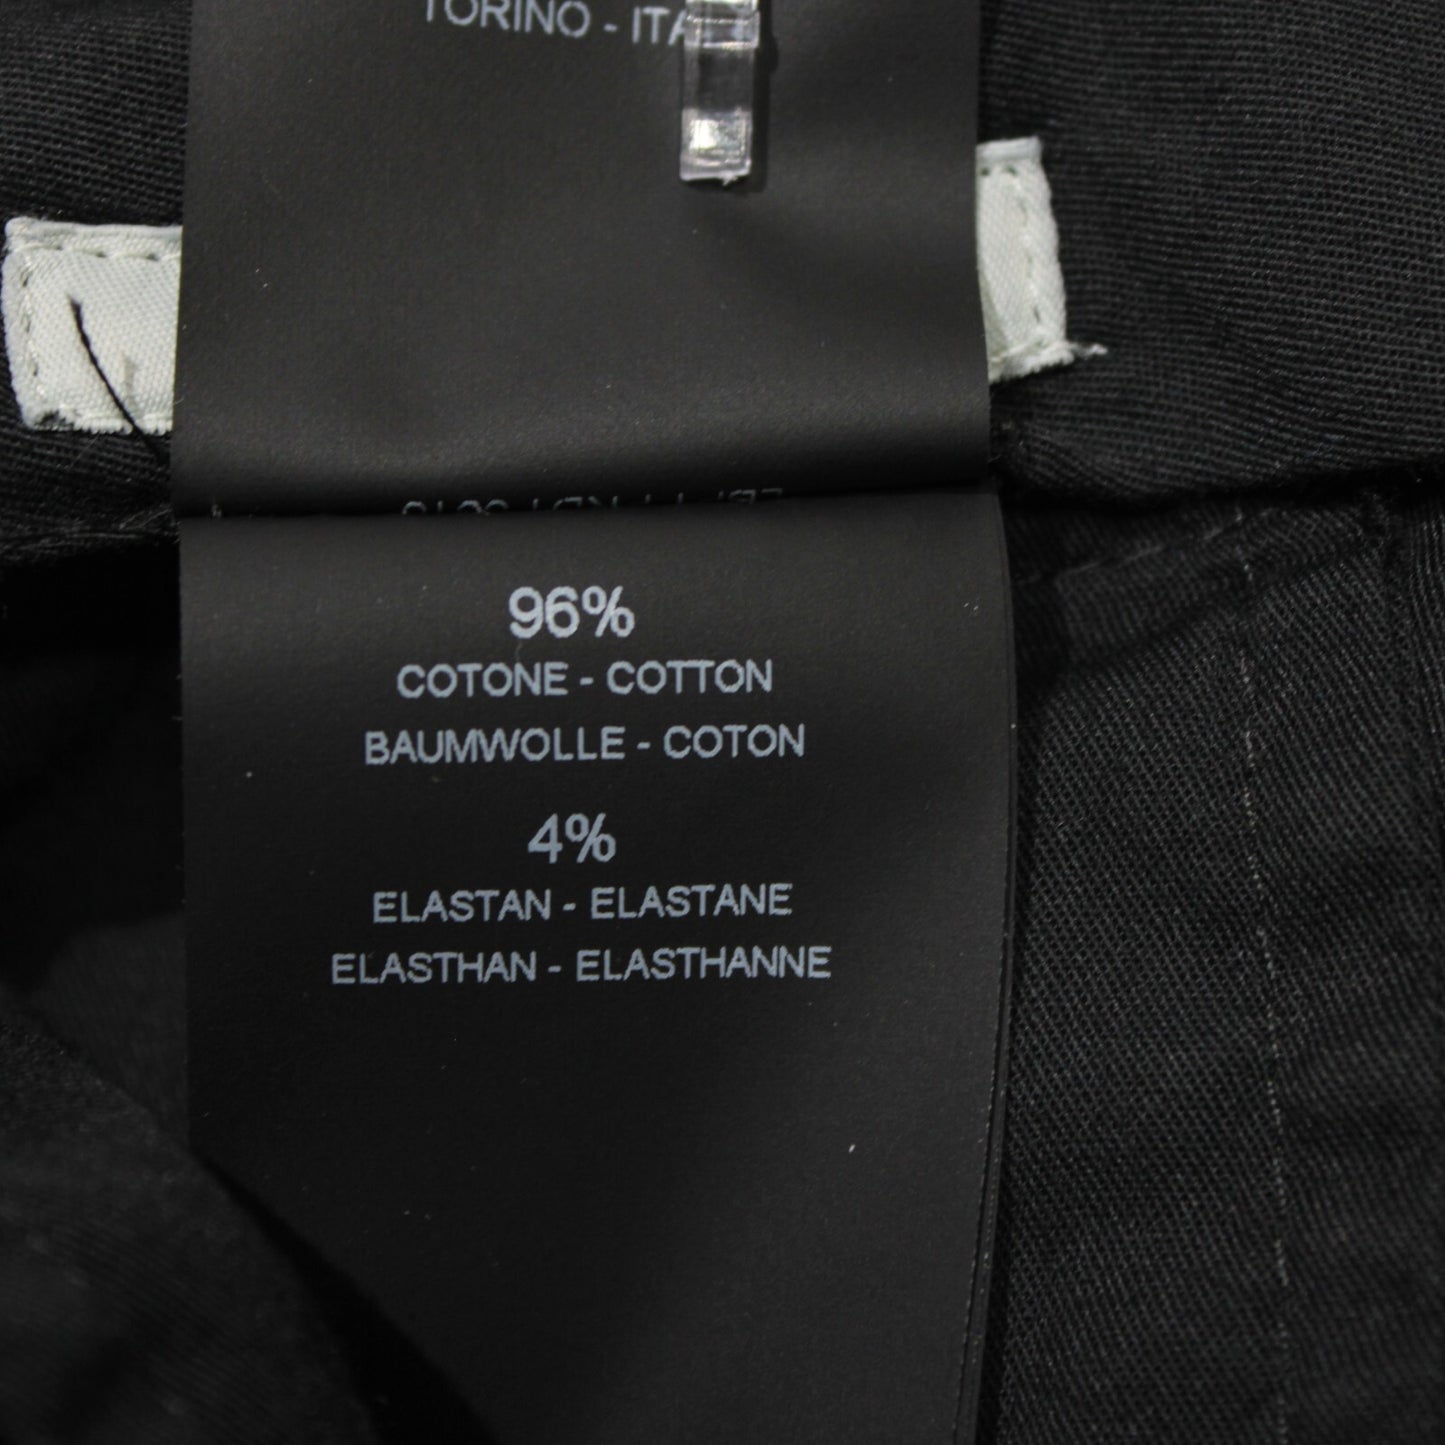 TORINO - ITA
96%
COTONE - COTTON
BAUMWOLLE - COTON
4%
ELASTAN - ELASTANE
ELASTHAN - ELASTHANNE